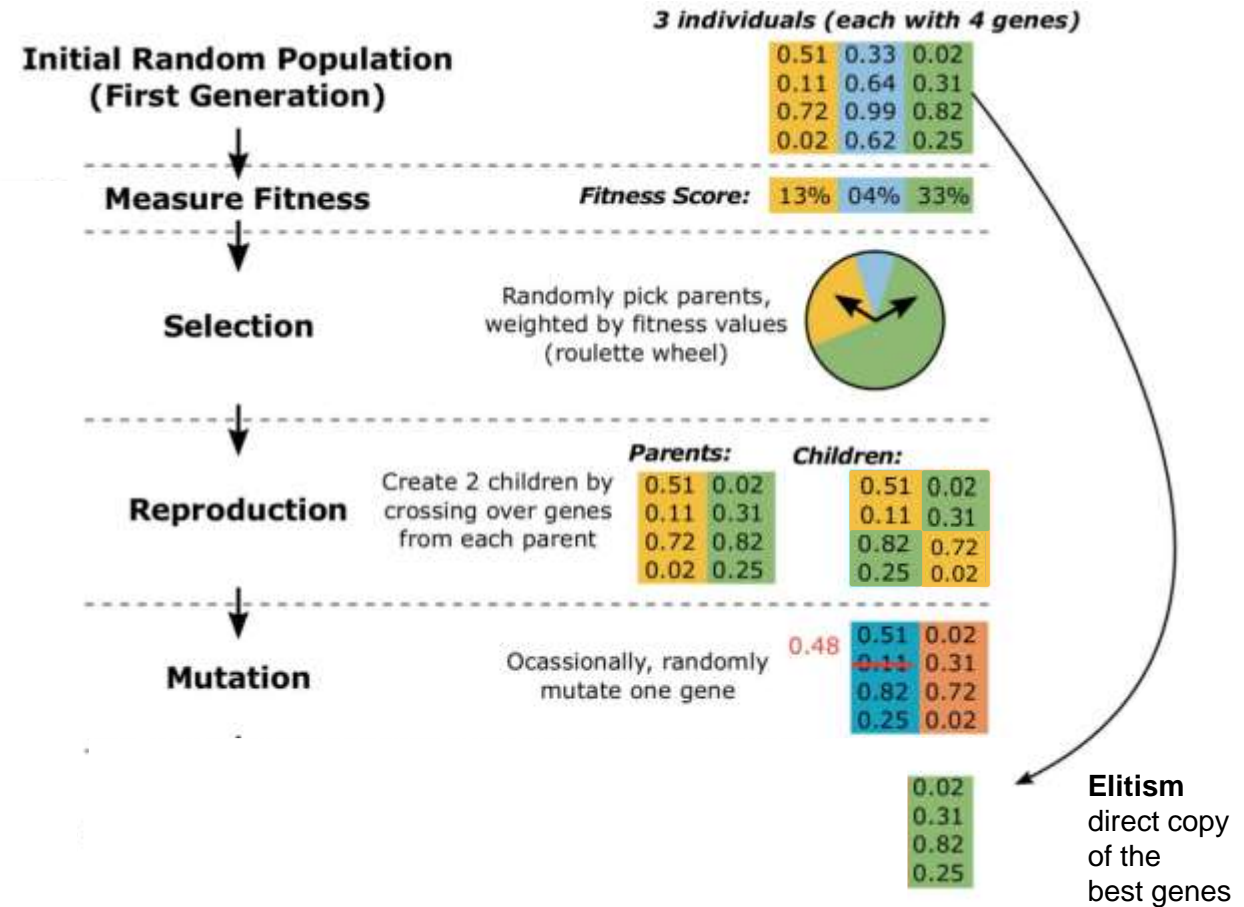 3 individuals (each with 4 genes)
Initial Random Population
(First Generation)
0.51 0.33 0.02
0.11 0.64 0.31
0.72 0.99 0.82
0.02 0.62 0.25
Measure Fitness
Fitness Score:
13% 04% 33%
Selection
Randomly pick parents,
weighted by fitness values
(roulette wheel)
Reproduction
Create 2 children by
crossing over genes
from each parent
Parents:
0.51 0.02
0.11 0.31
0.72 0.82
0.02 0.25
Children:
0.51 0.02
0.11 0.31
0.82 0.72
0.25 0.02
Mutation
Ocassionally, randomly
mutate one gene
0.48
0.51 0.02
0.11 0.31
0.82 0.72
0.25 0.02
0.02
0.31
0.82
0.25
Elitism
direct copy
of the
best genes